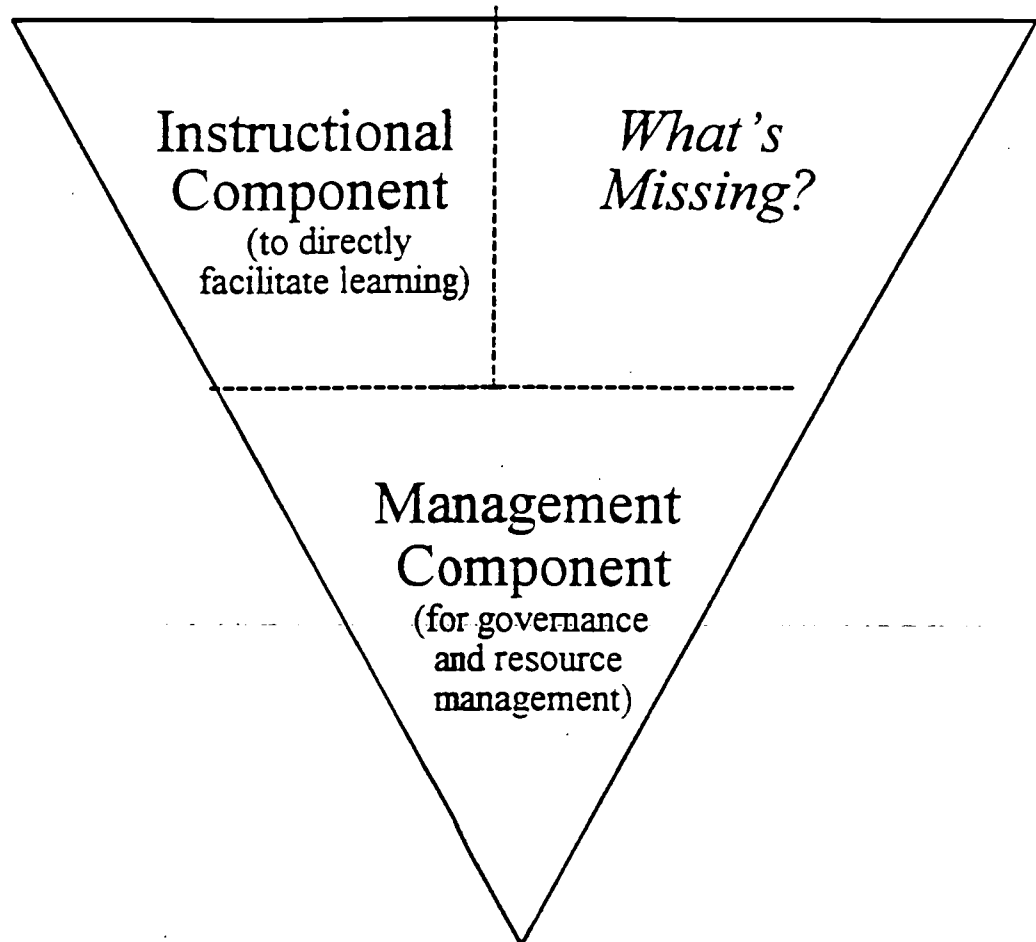 Instructional
Component
(to directly
facilitate learning)
What's
Missing?
Management
Component
(for governance
and resource
management)